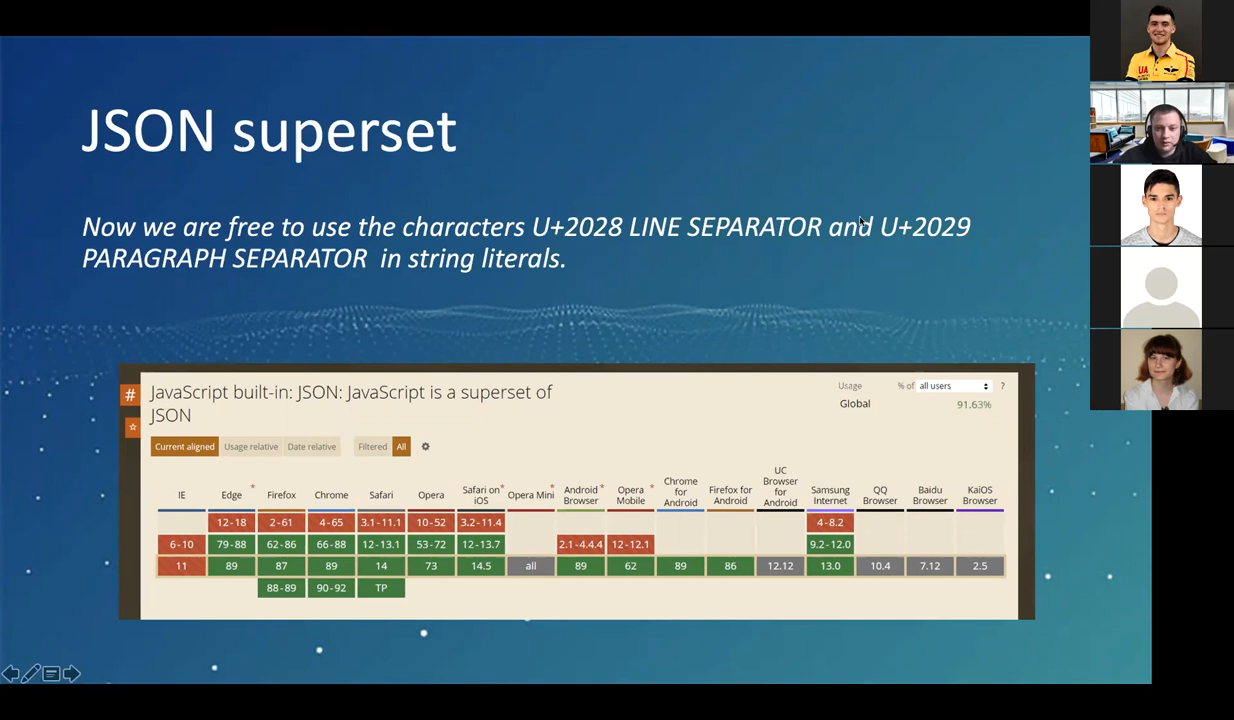 JSON superset
Now we are free to use the characters U+2028 LINE SEPARATOR and U+2029
PARAGRAPH SEPARATOR in string literals.
#
JavaScript built-in: JSON: JavaScript is a superset of
JSON
Usage % of all users ?
Global 91.63%
Current aligned Usage relative Date relative Filtered All
IE Edge * Firefox Chrome Safari Opera Safari on iOS * Opera Mini * Android Browser * Opera Mobile * Chrome for Android Firefox for Android UC Browser for Android Samsung Internet QQ Browser Baidu Browser KaiOS Browser
12-18 2-61 4-65 3.1-11.1 10-52 3.2-11.4 4-8.2
6-10 79-88 62-86 66-88 12-13.1 53-72 12-13.7 2.1-4.4.4 12-12.1 9.2-12.0
11 89 87 89 14 73 14.5 all 89 62 89 86 12.12 13.0 10.4 7.12 2.5
88-89 90-92 TP
UA